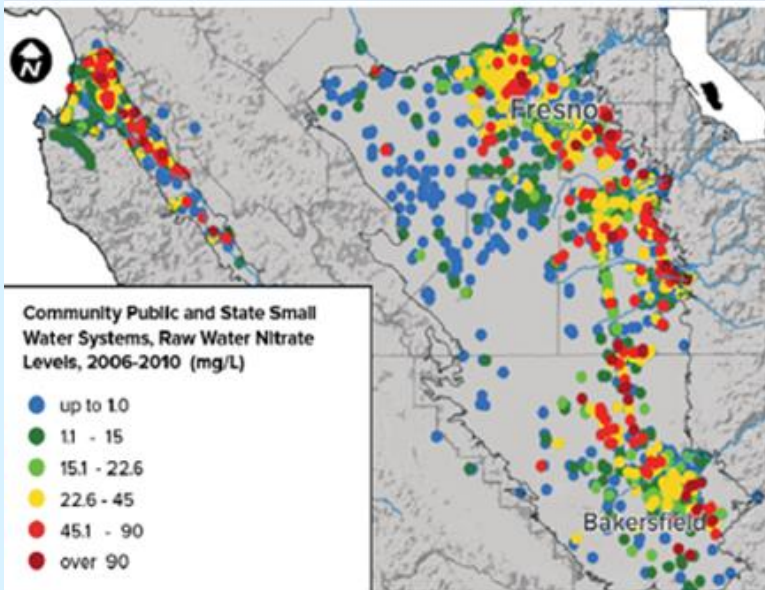 N
Fresno
Community Public and State Small
Water Systems, Raw Water Nitrate
Levels, 2006-2010 (mg/L)
up to 1.0
1.1 - 15
15.1 - 22.6
22.6 - 45
45.1 - 90
over 90
Bakersfield